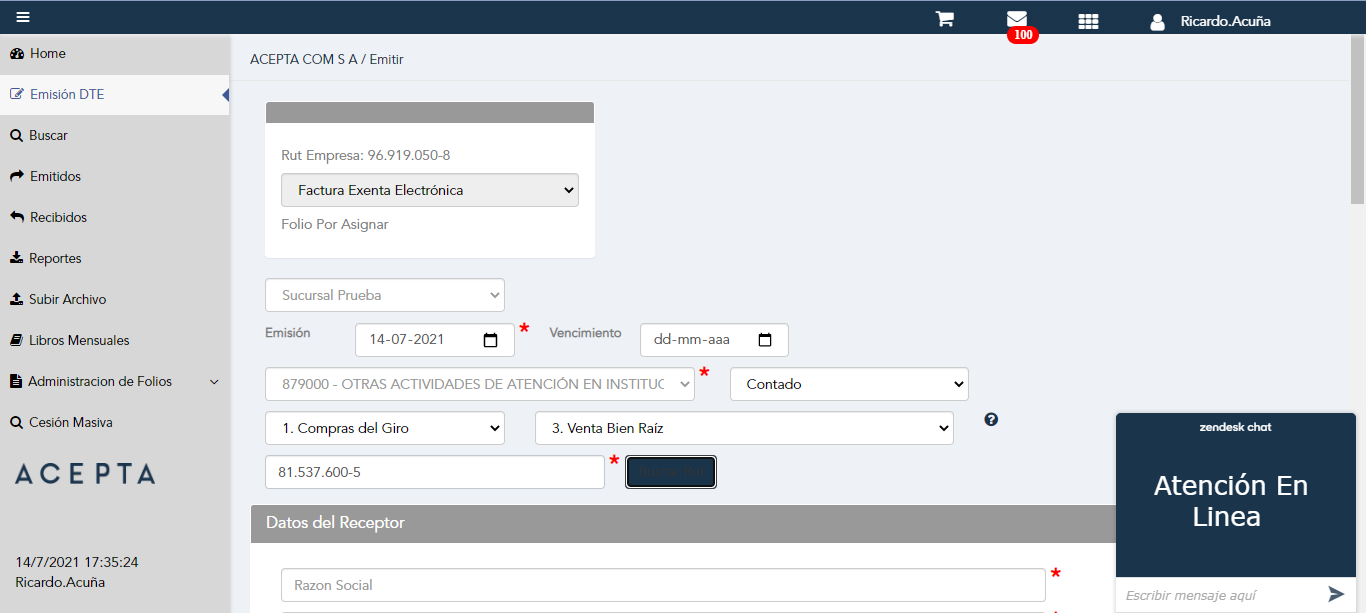 Ricardo.Acuña
100
Home
Emisión DTE
Buscar
Emitidos
Recibidos
Reportes
Subir Archivo
Libros Mensuales
Administracion de Folios
Cesión Masiva
ACEPTA
14/7/2021 17:35:24
Ricardo.Acuña
ACEPTA COM S A / Emitir
Rut Empresa: 96.919.050-8
Factura Exenta Electrónica
Folio Por Asignar
Sucursal Prueba
Emisión 14-07-2021 * Vencimiento dd-mm-aaa
879000 - OTRAS ACTIVIDADES DE ATENCIÓN EN INSTITUC * Contado
1. Compras del Giro 3. Venta Bien Raíz ?
81.537.600-5 *
Datos del Receptor
Razon Social *
zendesk chat
Atención En
Linea
Escribir mensaje aquí